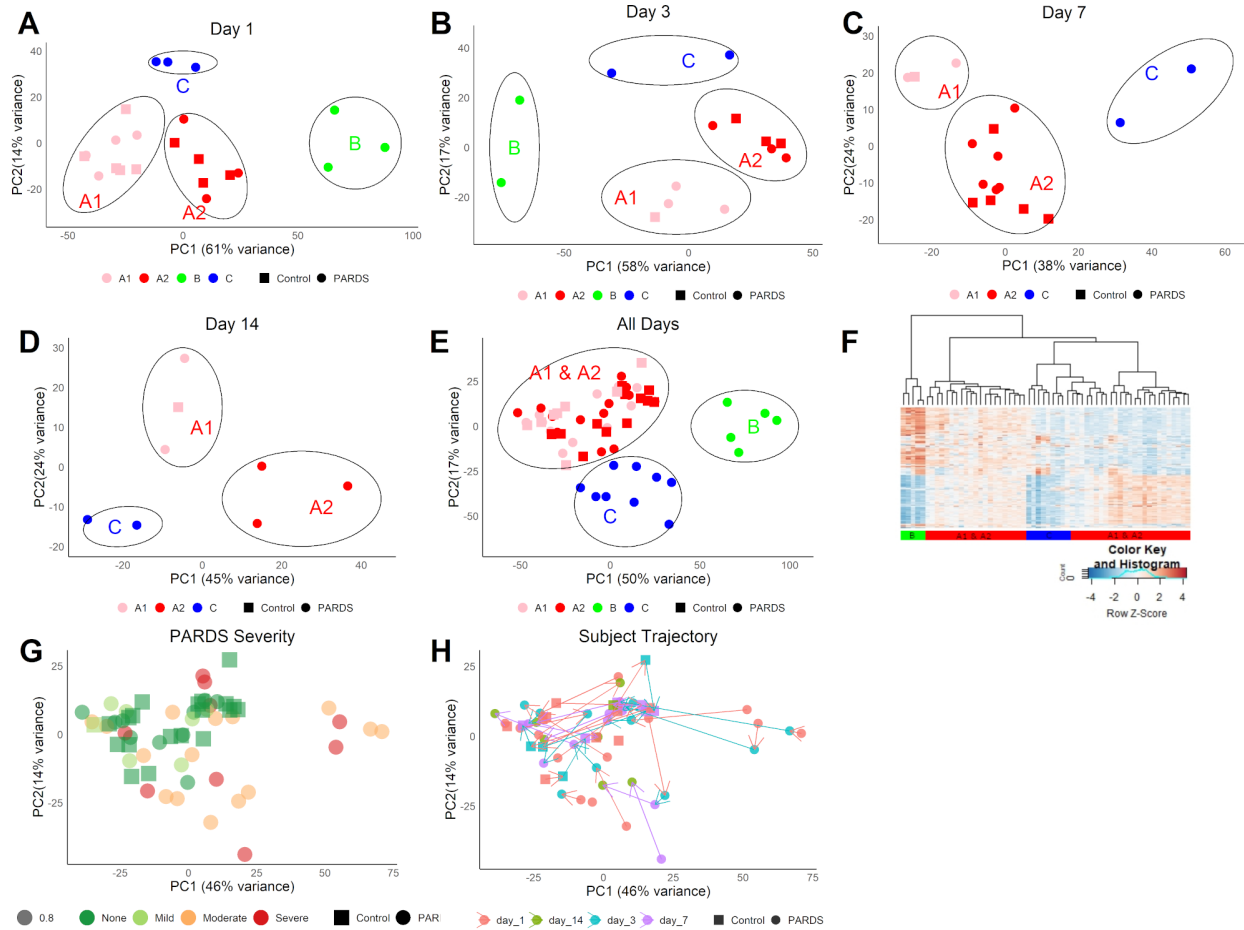 A
Day 1
PC2(14% variance)
40
20
0
-20
C
B
A1
A2
-50
0
50
100
PC1 (61% variance)
A1 A2 B C Control PARDS
B
Day 3
PC2(17% variance)
40
20
0
-20
C
B
A2
A1
-50
0
50
PC1 (58% variance)
A1 A2 B C Control PARDS
C
Day 7
PC2(24% variance)
30
20
10
0
-10
-20
A1
C
A2
-20
0
20
40
60
PC1 (38% variance)
A1 A2 C Control PARDS
D
Day 14
PC2(24% variance)
30
20
10
0
-10
-20
A1
A2
C
-20
0
20
40
PC1 (45% variance)
A1 A2 C Control PARDS
E
All Days
PC2(17% variance)
25
0
-25
-50
A1 & A2
B
C
-50
0
50
100
PC1 (50% variance)
A1 A2 B C Control PARDS
F
B A1 & A2 A1 & A2
Color Key
and Histogram
Count
0
-4 -2 0 2 4
Row Z-Score
G
PARDS Severity
PC2(14% variance)
25
0
-25
-25
0
25
50
75
PC1 (46% variance)
0.8 None Mild Moderate Severe Control PARI
H
Subject Trajectory
PC2(14% variance)
25
0
-25
-25
0
25
50
75
PC1 (46% variance)
day_1 day_14 day_3 day_7 Control PARDS